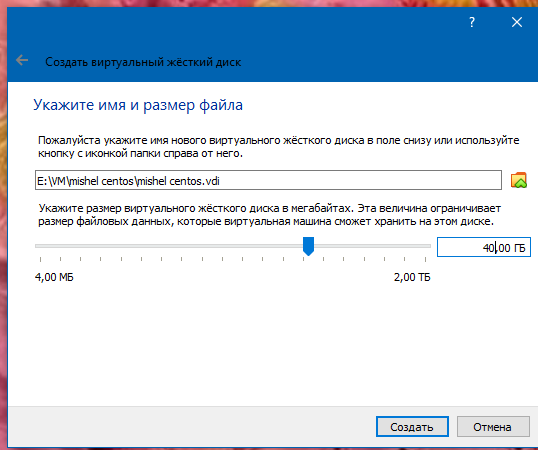 ?
Создать виртуальный жёсткий диск
Укажите имя и размер файла
Пожалуйста укажите имя нового виртуального жёсткого диска в поле снизу или используйте
кнопку с иконкой папки справа от него.
E:\VM\mishel centos\mishel centos.vdi
Укажите размер виртуального жёсткого диска в мегабайтах. Эта величина ограничивает
размер файловых данных, которые виртуальная машина сможет хранить на этом диске.
40,00 ГБ
4,00 МБ 2,00 ТБ
Создать Отмена